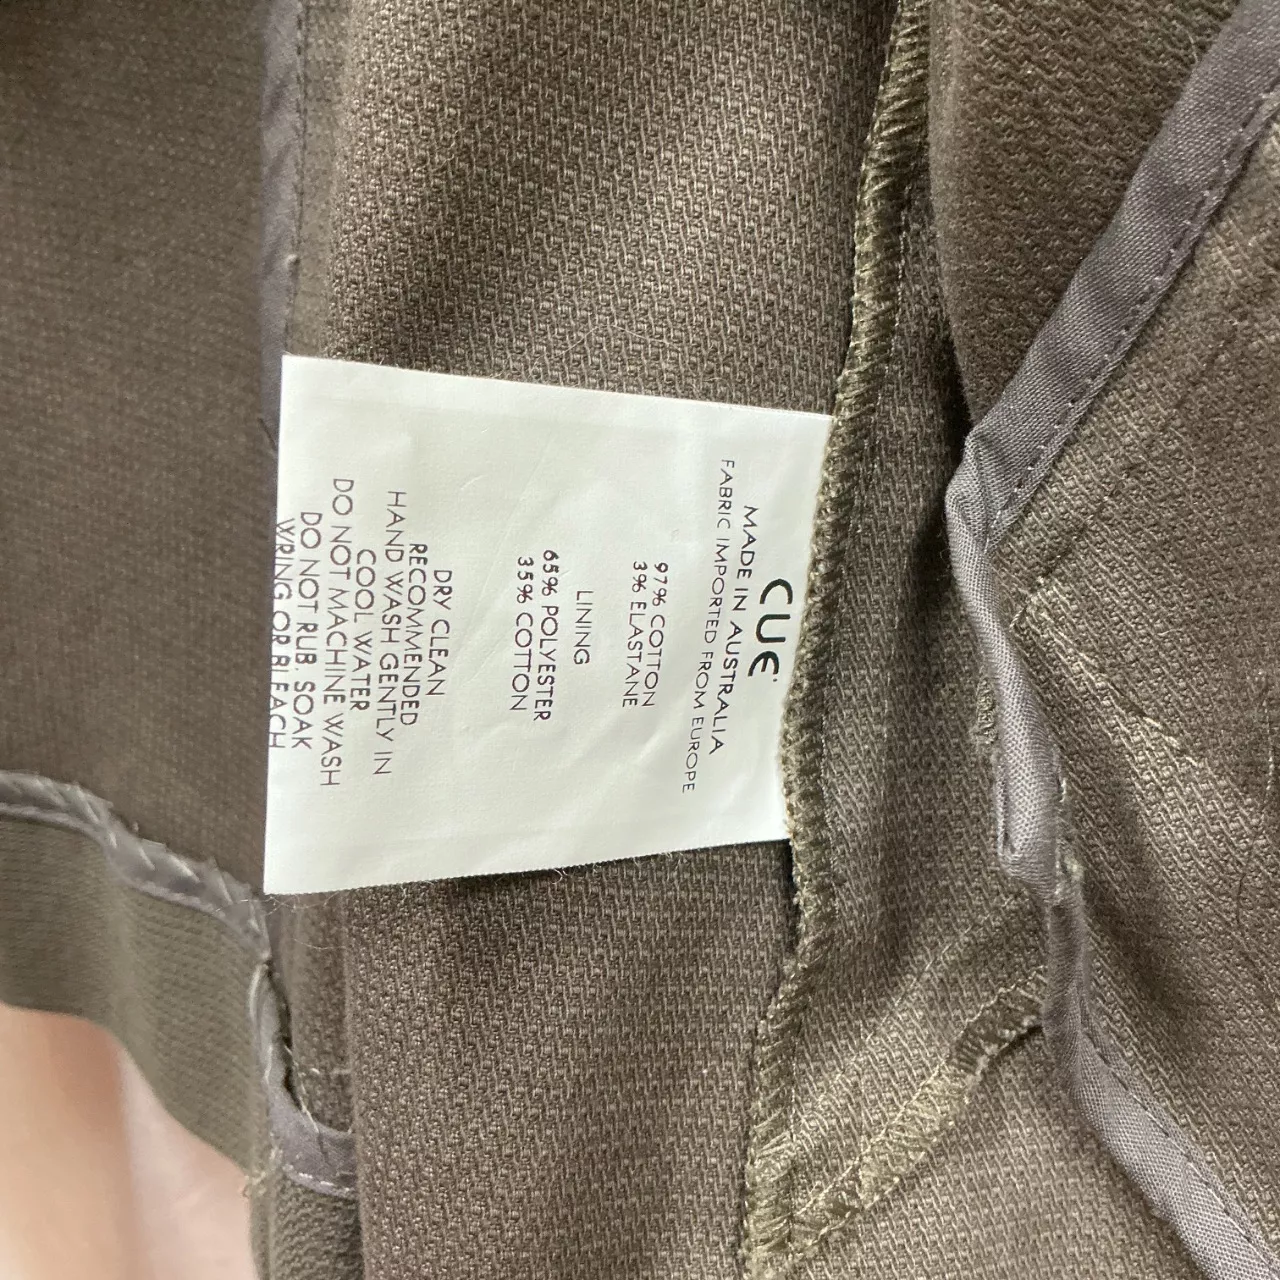 CUE
MADE IN AUSTRALIA
FABRIC IMPORTED FROM EUROPE
97% COTTON
3% ELASTANE
LINING
65% POLYESTER
35% COTTON
DRY CLEAN
RECOMMENDED
HAND WASH GENTLY IN
COOL WATER
DO NOT MACHINE WASH
DO NOT RUB, SOAK
WRING OR BLEACH